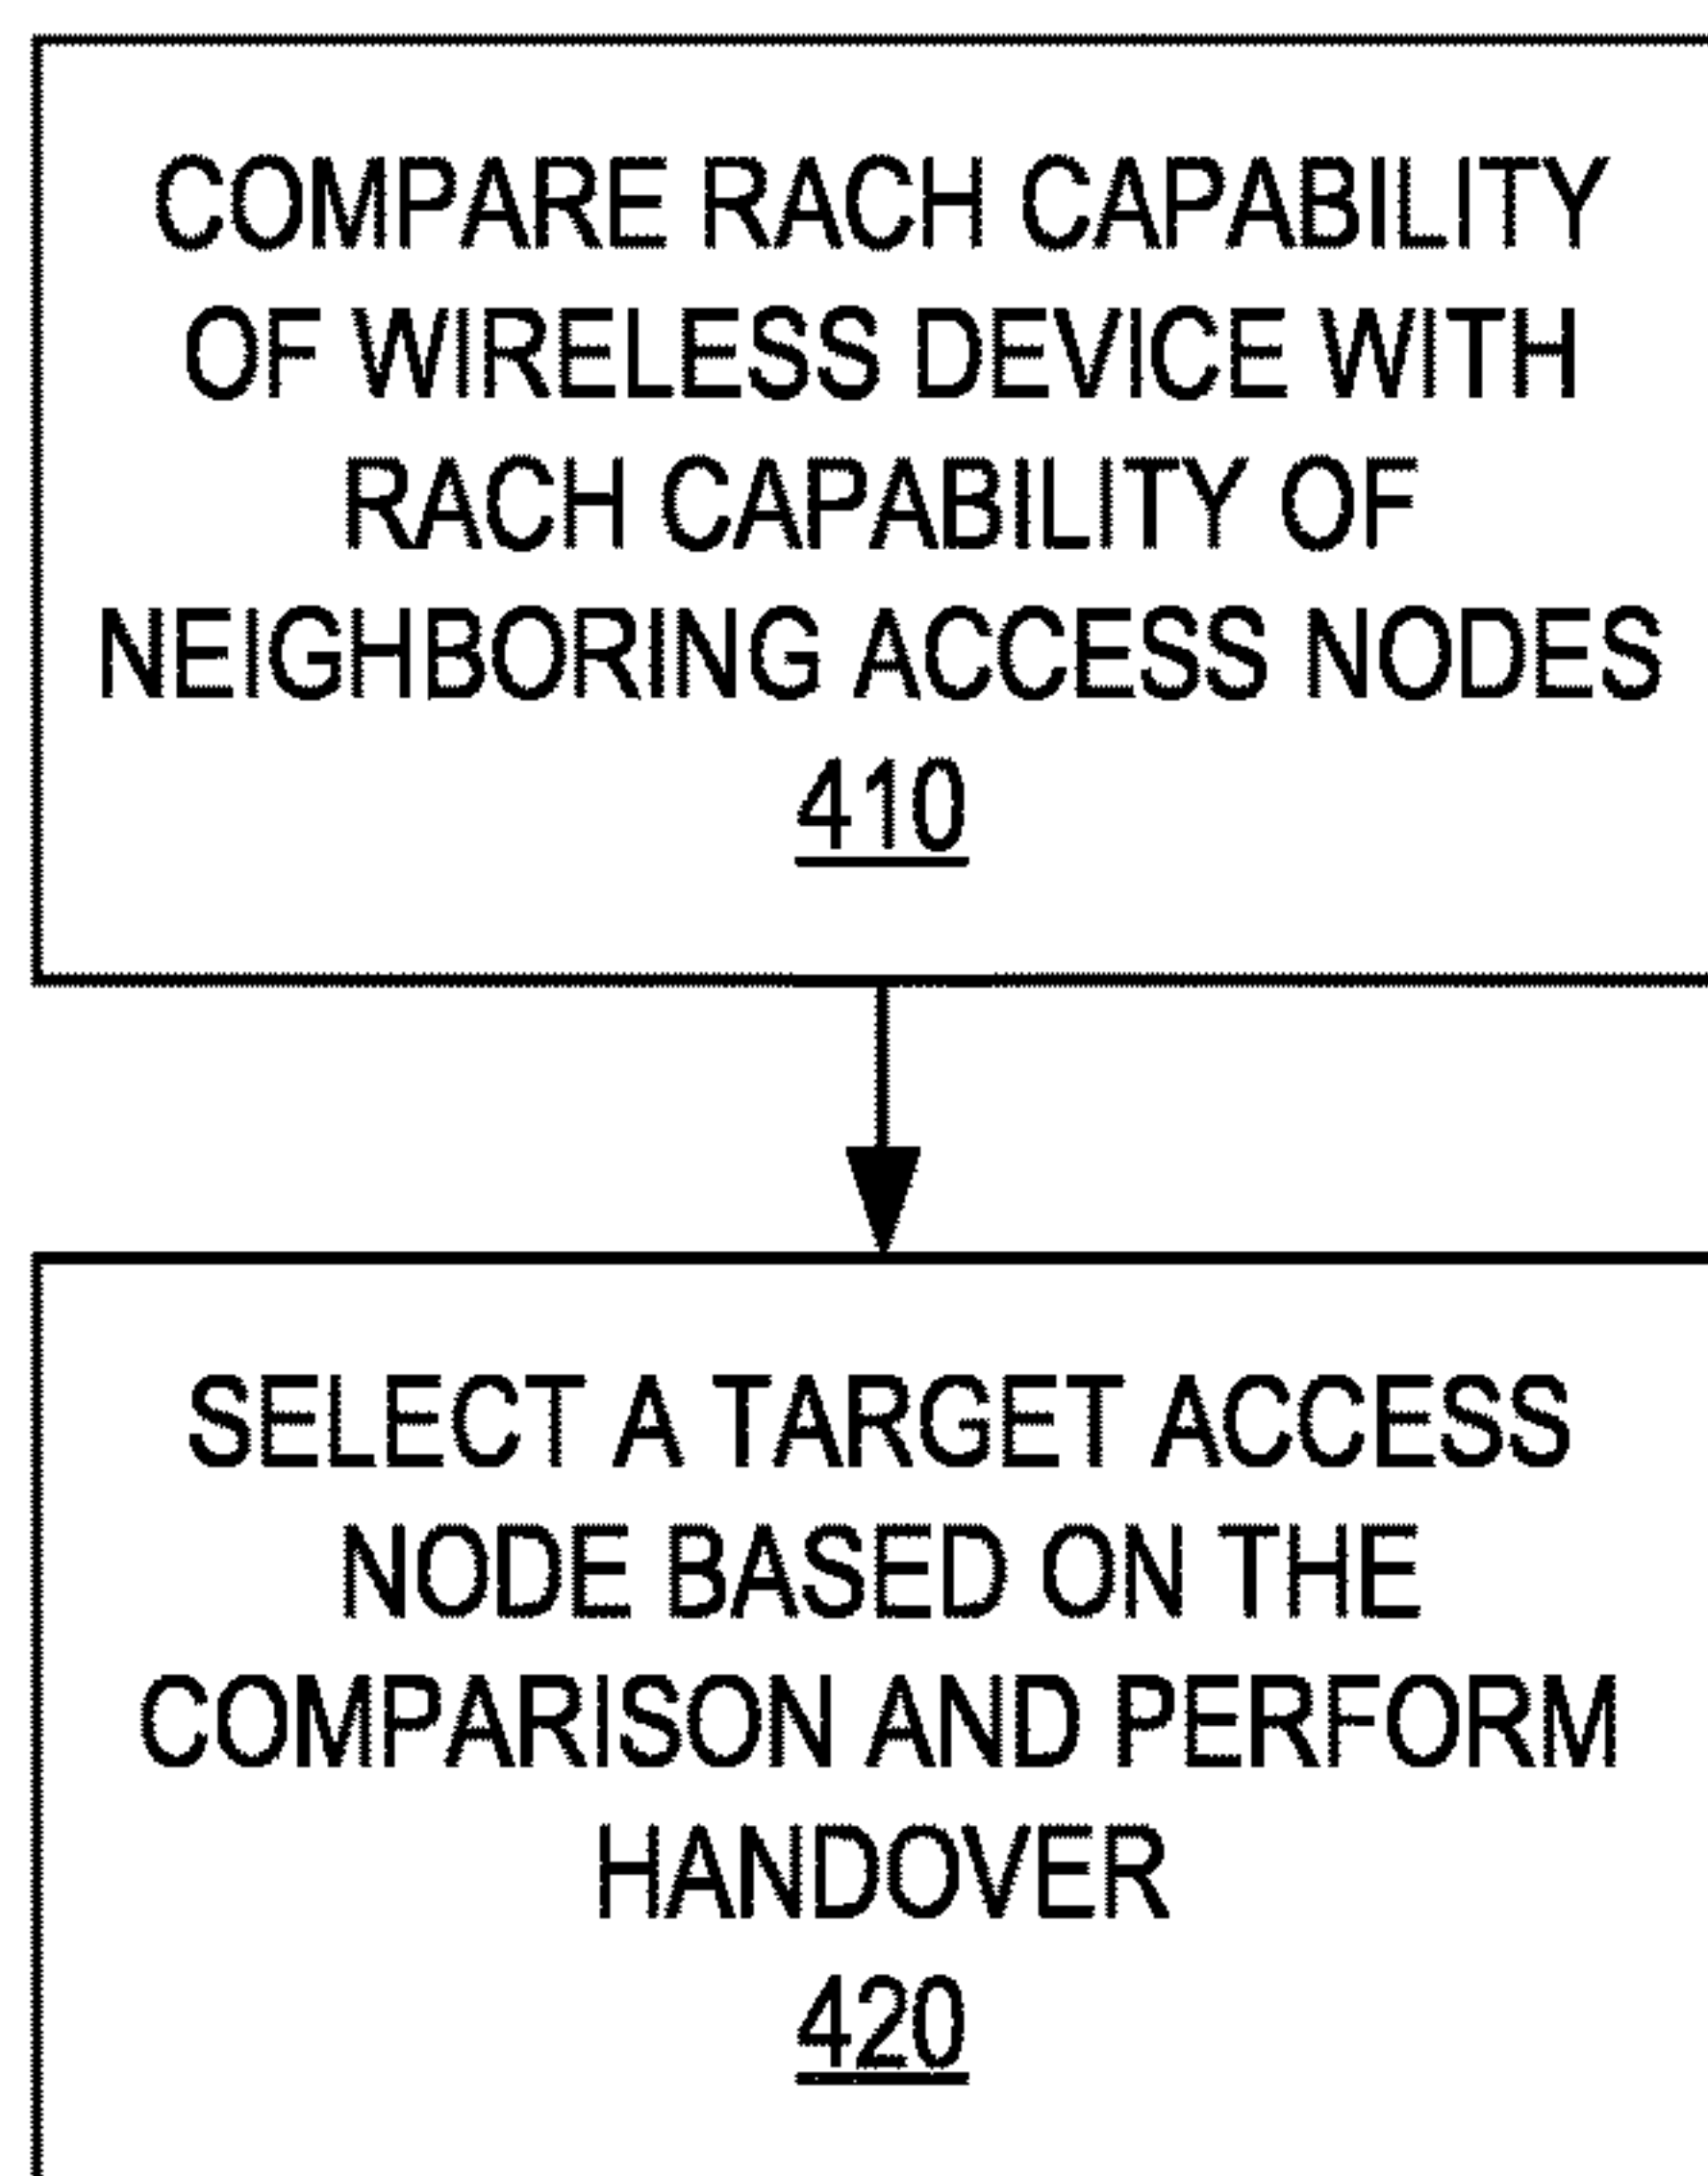 COMPARE RACH CAPABILITY
OF WIRELESS DEVICE WITH
RACH CAPABILITY OF
NEIGHBORING ACCESS NODES
410
SELECT A TARGET ACCESS
NODE BASED ON THE
COMPARISON AND PERFORM
HANDOVER
420